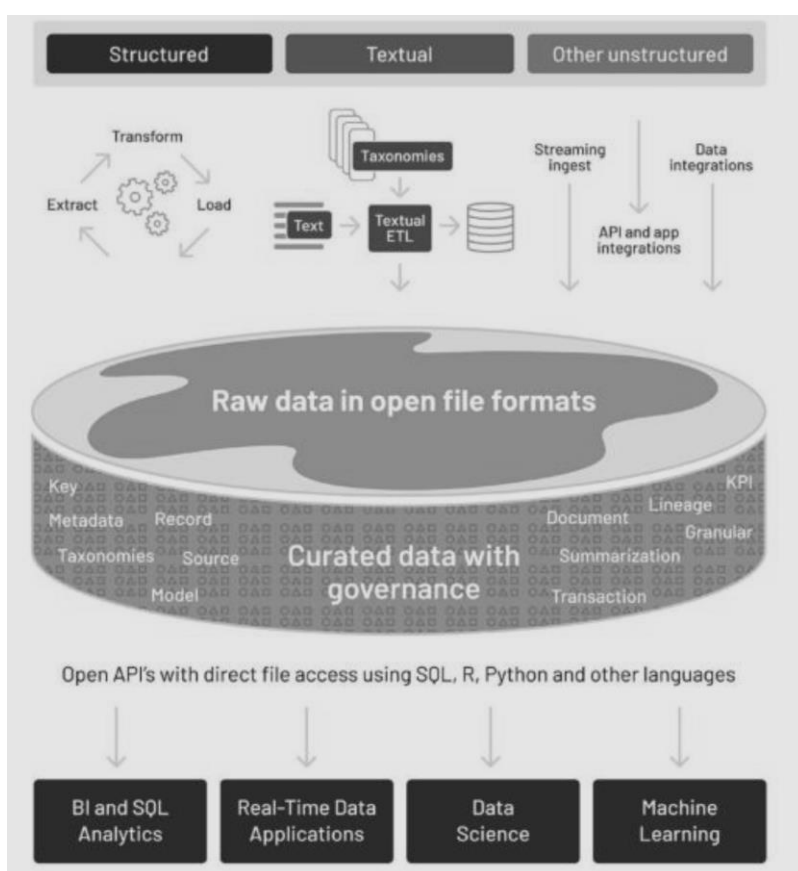 Structured
Textual
Other unstructured
Transform
Extract
Load
Taxonomies
Text
Textual
ETL
Streaming
ingest
API and app
integrations
Data
integrations
Raw data in open file formats
Key
Metadata
Record
Taxonomies
Source
Model
Curated data with
governance
KPI
Lineage
Document
Granular
Summarization
Transaction
Open API's with direct file access using SQL, R, Python and other languages
BI and SQL
Analytics
Real-Time Data
Applications
Data
Science
Machine
Learning